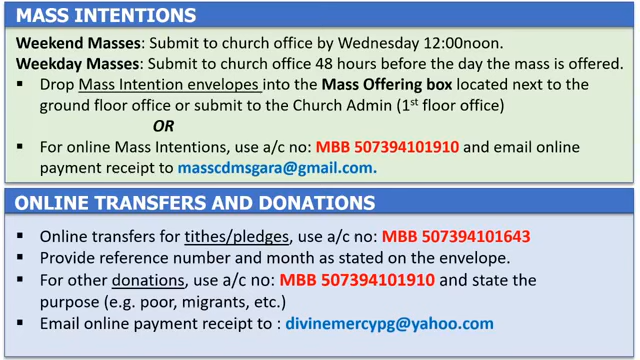 MASS INTENTIONS
Weekend Masses: Submit to church office by Wednesday 12:00noon.
Weekday Masses: Submit to church office 48 hours before the day the mass is offered.
▪ Drop Mass Intention envelopes into the Mass Offering box located next to the
ground floor office or submit to the Church Admin (1st floor office)
OR
▪ For online Mass Intentions, use a/c no: MBB 507394101910 and email online
payment receipt to masscdmsgara@gmail.com.
ONLINE TRANSFERS AND DONATIONS
▪ Online transfers for tithes/pledges, use a/c no: MBB 507394101643
▪ Provide reference number and month as stated on the envelope.
▪ For other donations, use a/c no: MBB 507394101910 and state the
purpose (e.g. poor, migrants, etc.)
▪ Email online payment receipt to : divinemercypg@yahoo.com